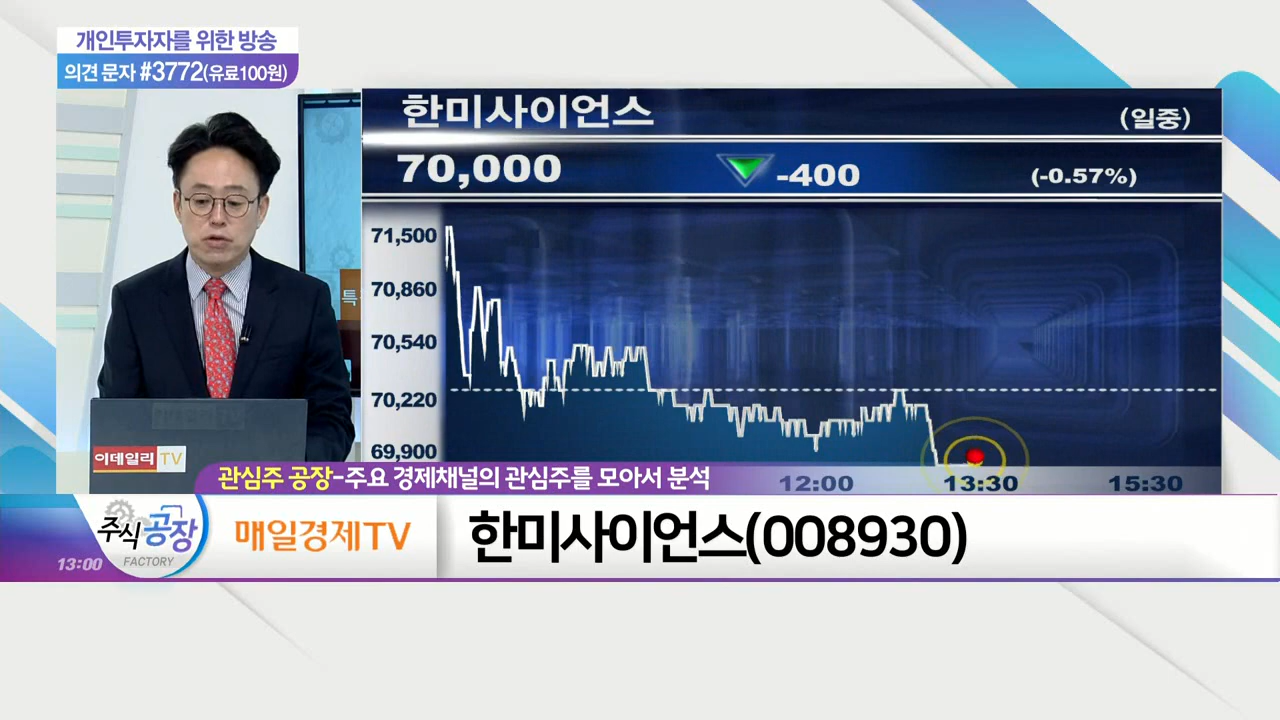 개인투자자를 위한 방송
의견 문자 #3772(유료100원)
한미사이언스
(일중)
70,000
-400
(-0.57%)
71,500
70,860
70,540
70,220
69,900
특
이데일리 TV
관심주 공장-주요 경제채널의 관심주를 모아서 분석
12:00
13:30
15:30
주식공장
FACTORY
13:00
매일경제TV
한미사이언스(008930)